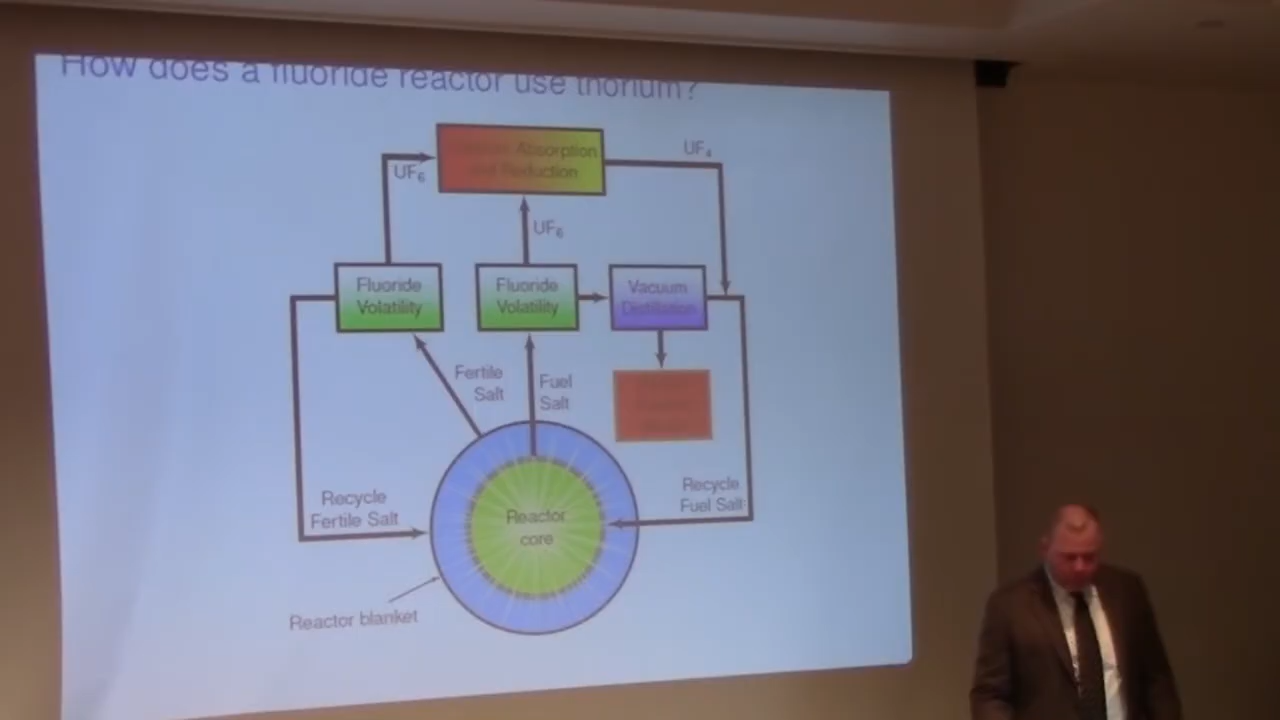 How does a fluoride reactor use thorium?
Absorption
and Reduction
UF₆
UF₄
UF₆
Fluoride
Volatility
Fluoride
Volatility
Vacuum
Distillation
Fertile
Salt
Fuel
Salt
Recycle
Fertile Salt
Recycle
Fuel Salt
Reactor
core
Reactor blanket